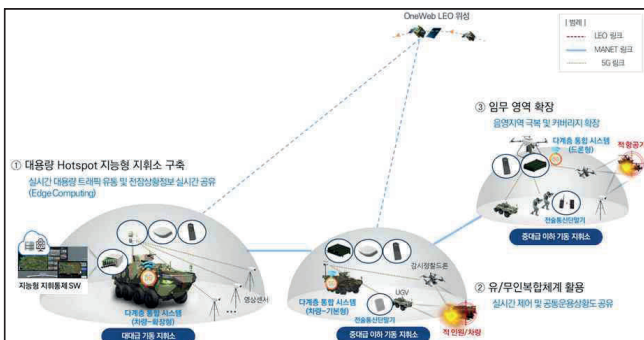 OneWeb LEO 위성
| 범례 |
LEO 링크
MANET 링크
5G 링크
③ 임무 영역 확장
음영지역 극복 및 커버리지 확장
다계층 통합 시스템
(드론형)
적 항공기
5G
전술통신단말기
중대급 이하 기동 지휘소
① 대용량 Hotspot 지능형 지휘소 구축
실시간 대용량 트래픽 유통 및 전장상황정보 실시간 공유
(Edge Computing)
지능형 지휘통제 SW
5G
영상센서
다계층 통합 시스템
(차량-확장형)
대대급 기동 지휘소
감시정찰드론
5G
UGV
다계층 통합 시스템
(차량-기본형)
전술통신단말기
중대급 이하 기동 지휘소
적 인원/차량
② 유/무인복합체계 활용
실시간 제어 및 공통운용상황도 공유